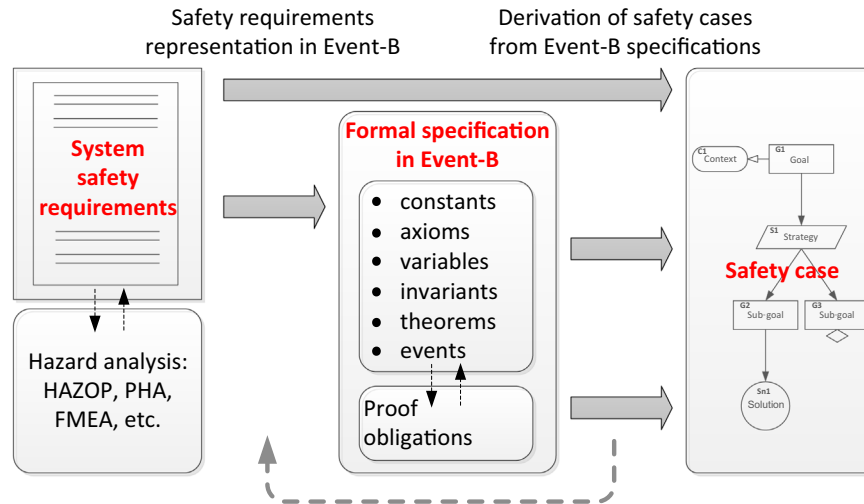 Safety requirements
representation in Event-B
Derivation of safety cases
from Event-B specifications
System
safety
requirements
Hazard analysis:
HAZOP, PHA,
FMEA, etc.
Formal specification
in Event-B
• constants
• axioms
• variables
• invariants
• theorems
• events
Proof
obligations
C1
Context
G1
Goal
S1
Strategy
Safety case
G2
Sub-goal
G3
Sub-goal
Sn1
Solution